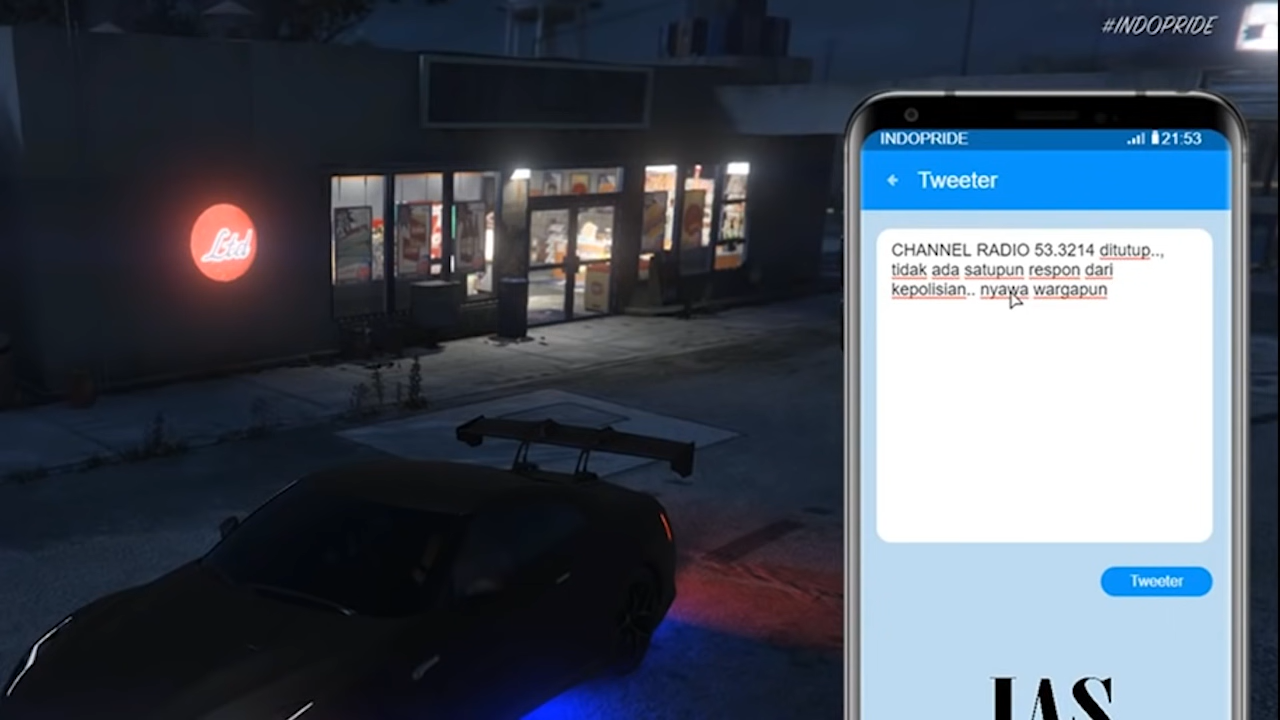 #INDOPRIDE
Ltd
INDOPRIDE 21:53
Tweeter
CHANNEL RADIO 53.3214 ditutup..,
tidak ada satupun respon dari
kepolisian.. nyawa wargapun
Tweeter